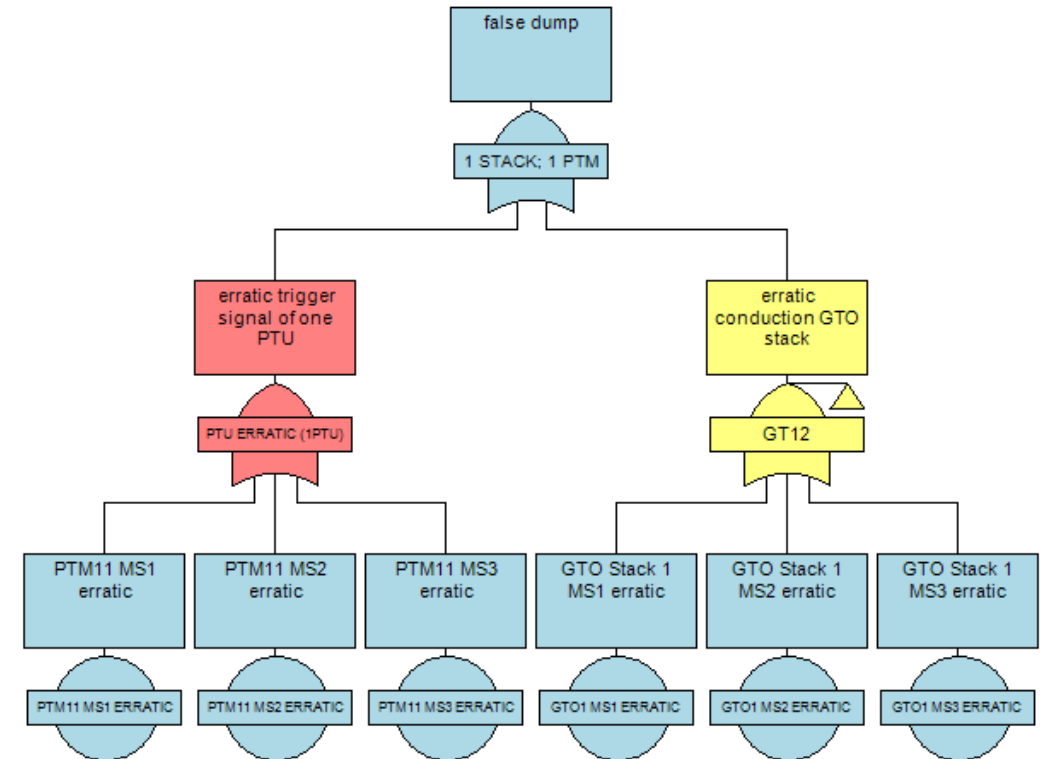 false dump
1 STACK; 1 PTM
erratic trigger
signal of one
PTU
erratic
conduction GTO
stack
PTU ERRATIC (1PTU)
GT12
PTM11 MS1
erratic
PTM11 MS2
erratic
PTM11 MS3
erratic
GTO Stack 1
MS1 erratic
GTO Stack 1
MS2 erratic
GTO Stack 1
MS3 erratic
PTM11 MS1 ERRATIC
PTM11 MS2 ERRATIC
PTM11 MS3 ERRATIC
GTO1 MS1 ERRATIC
GTO1 MS2 ERRATIC
GTO1 MS3 ERRATIC